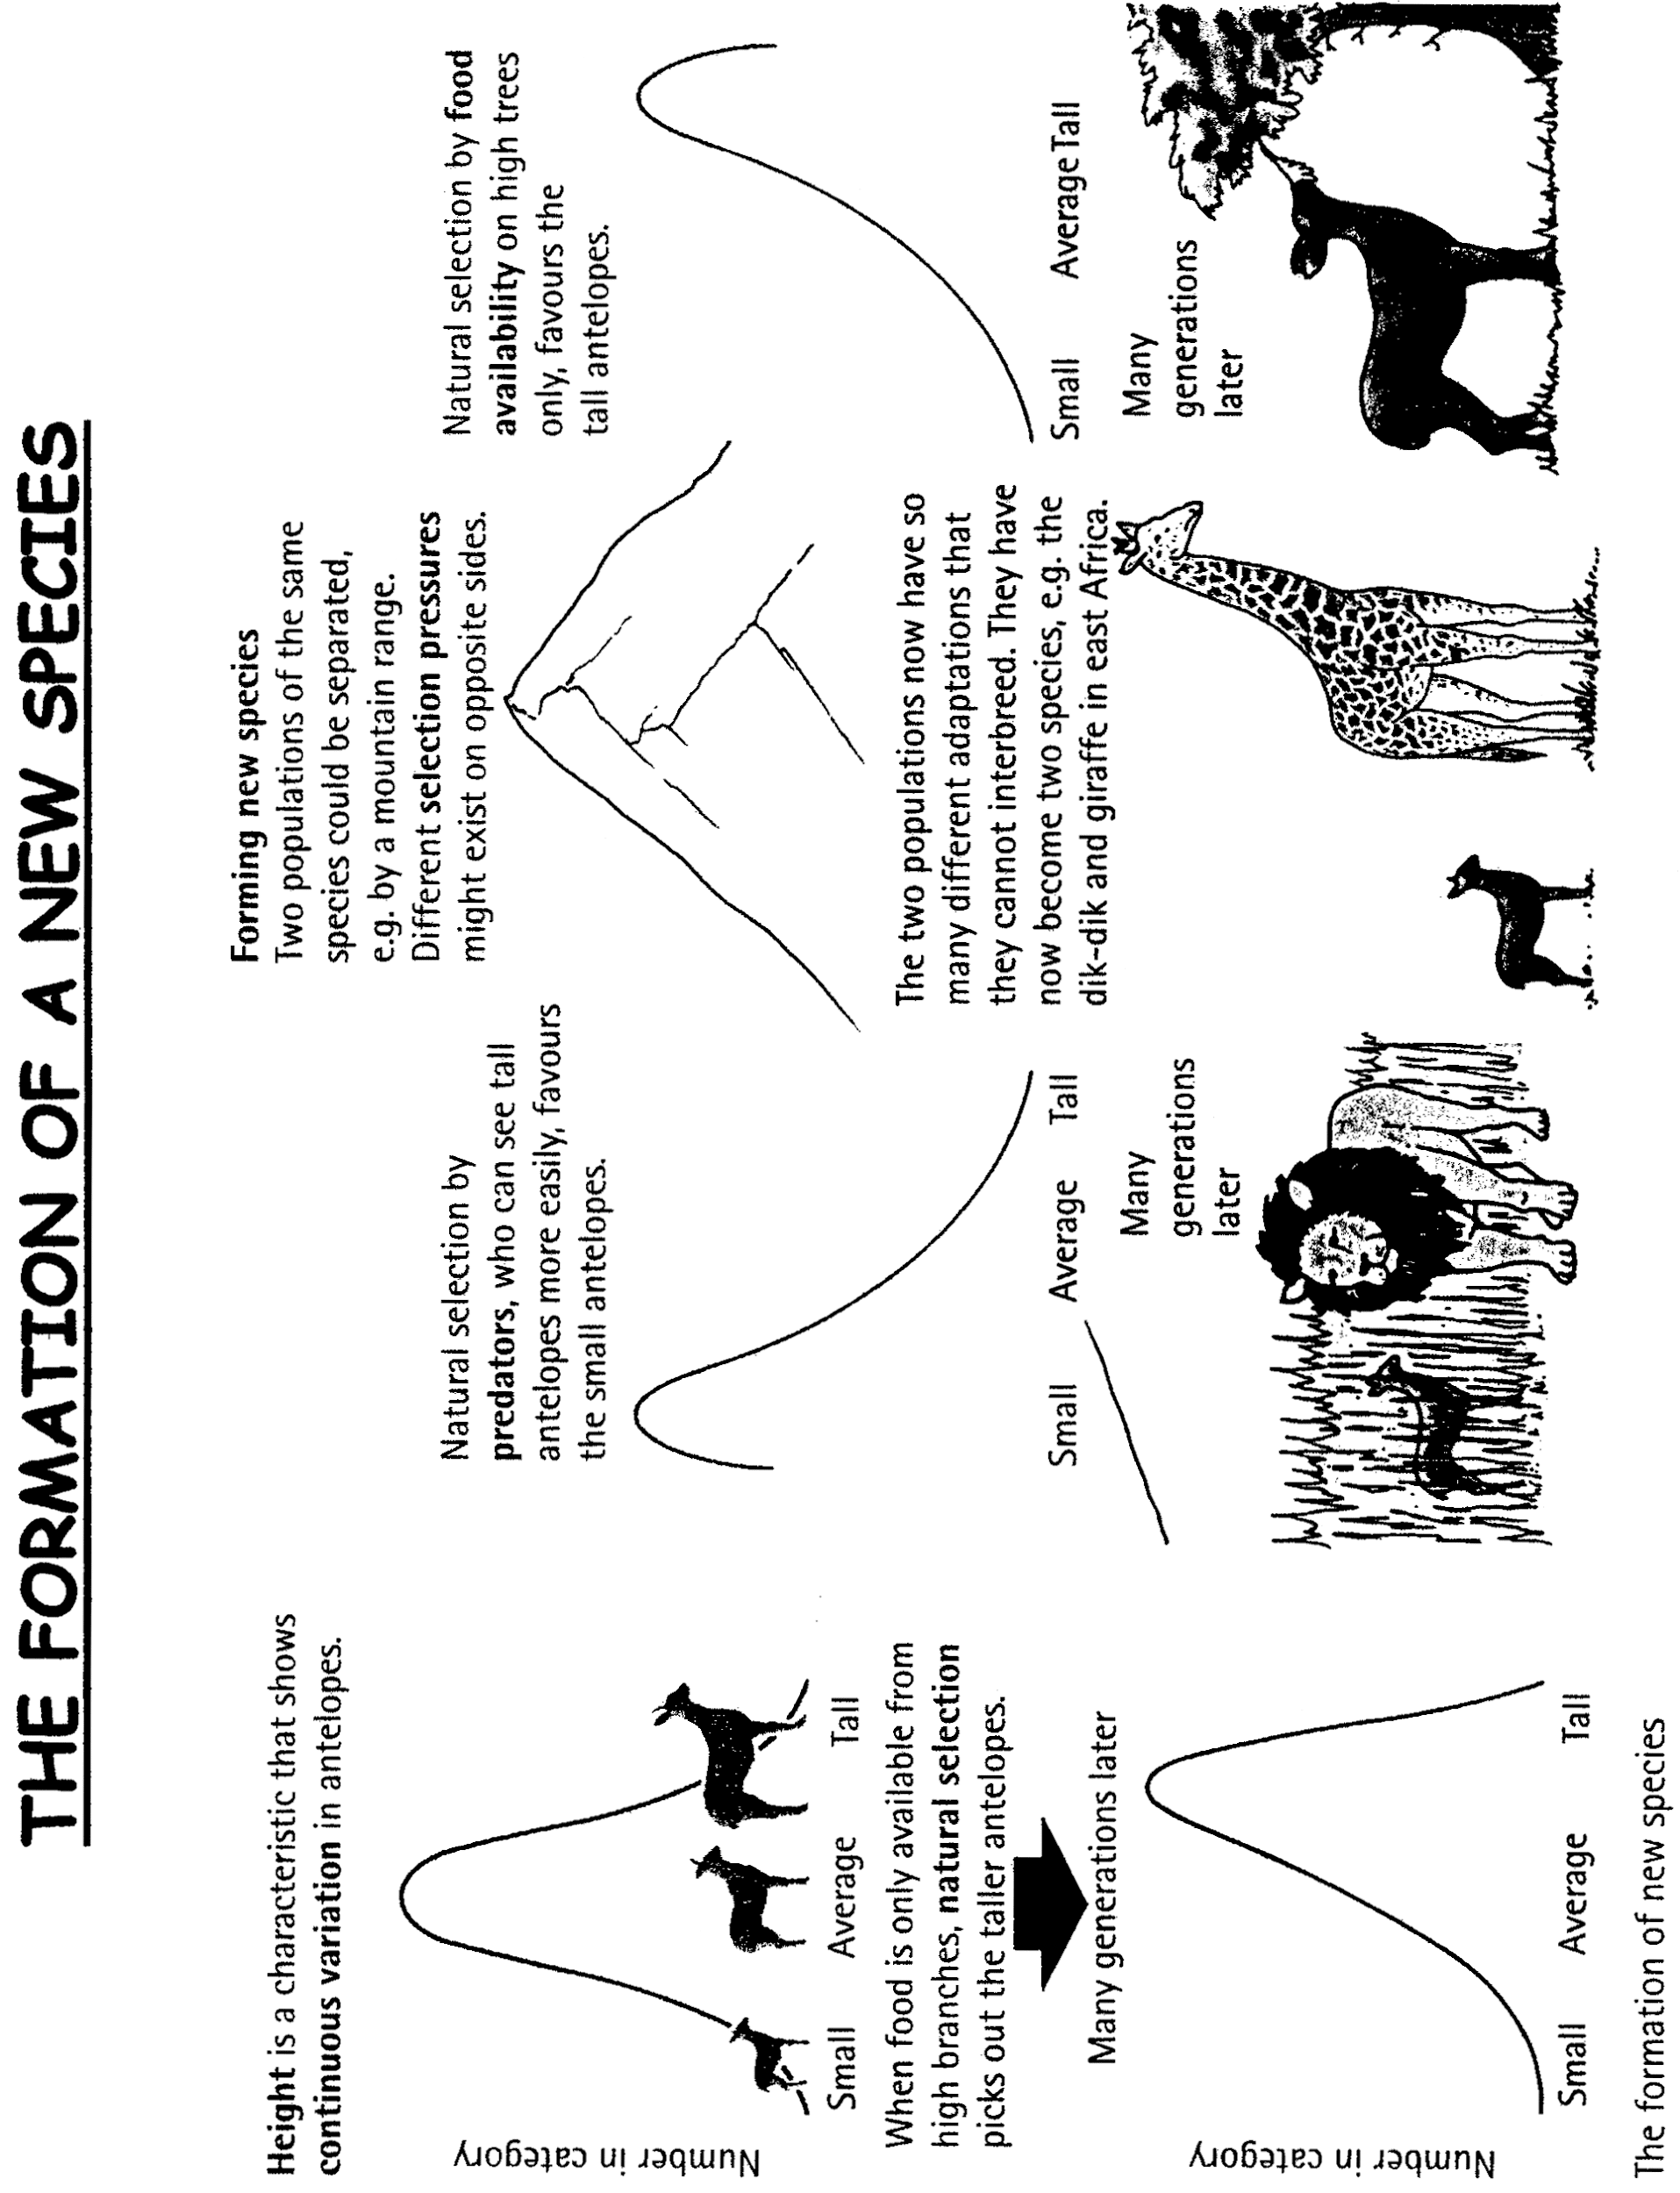 THE FORMATION OF A NEW SPECIES
Height is a characteristic that shows
continuous variation in antelopes.
Number in category
Small Average Tall
When food is only available from
high branches, natural selection
picks out the taller antelopes.
Many generations later
Number in category
Small Average Tall
The formation of new species
Forming new species
Two populations of the same
species could be separated,
e.g. by a mountain range.
Different selection pressures
might exist on opposite sides.
Natural selection by
predators, who can see tall
antelopes more easily, favours
the small antelopes.
Small Average Tall
Many
generations
later
Natural selection by food
availability on high trees
only, favours the
tall antelopes.
Small Average Tall
Many
generations
later
The two populations now have so
many different adaptations that
they cannot interbreed. They have
now become two species, e.g. the
dik-dik and giraffe in east Africa.